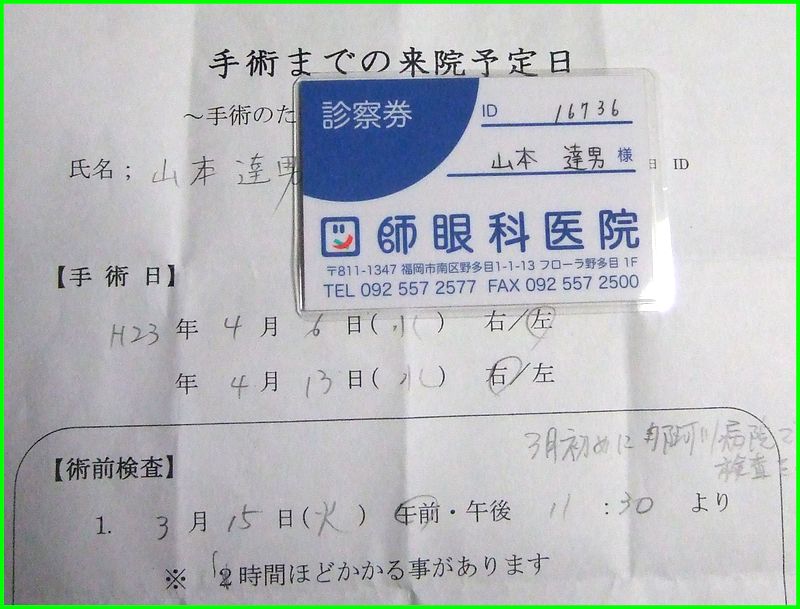 手術までの来院予定日
～手術のた
診察券
ID 16736
山本 達男 様
氏名； 山本 達男
ID
師眼科医院
〒811-1347 福岡市南区野多目1-1-13 フローラ野多目 1F
TEL 092 557 2577 FAX 092 557 2500
【手 術 日】
H23 年 4 月 6 日(水) 右／左
年 4 月 13 日(水) 右／左
3月初めに 那珂川病院で
検査
【術前検査】
1. 3 月 15 日(火) 午前・午後 11 : 30 より
※ 2時間ほどかかる事があります